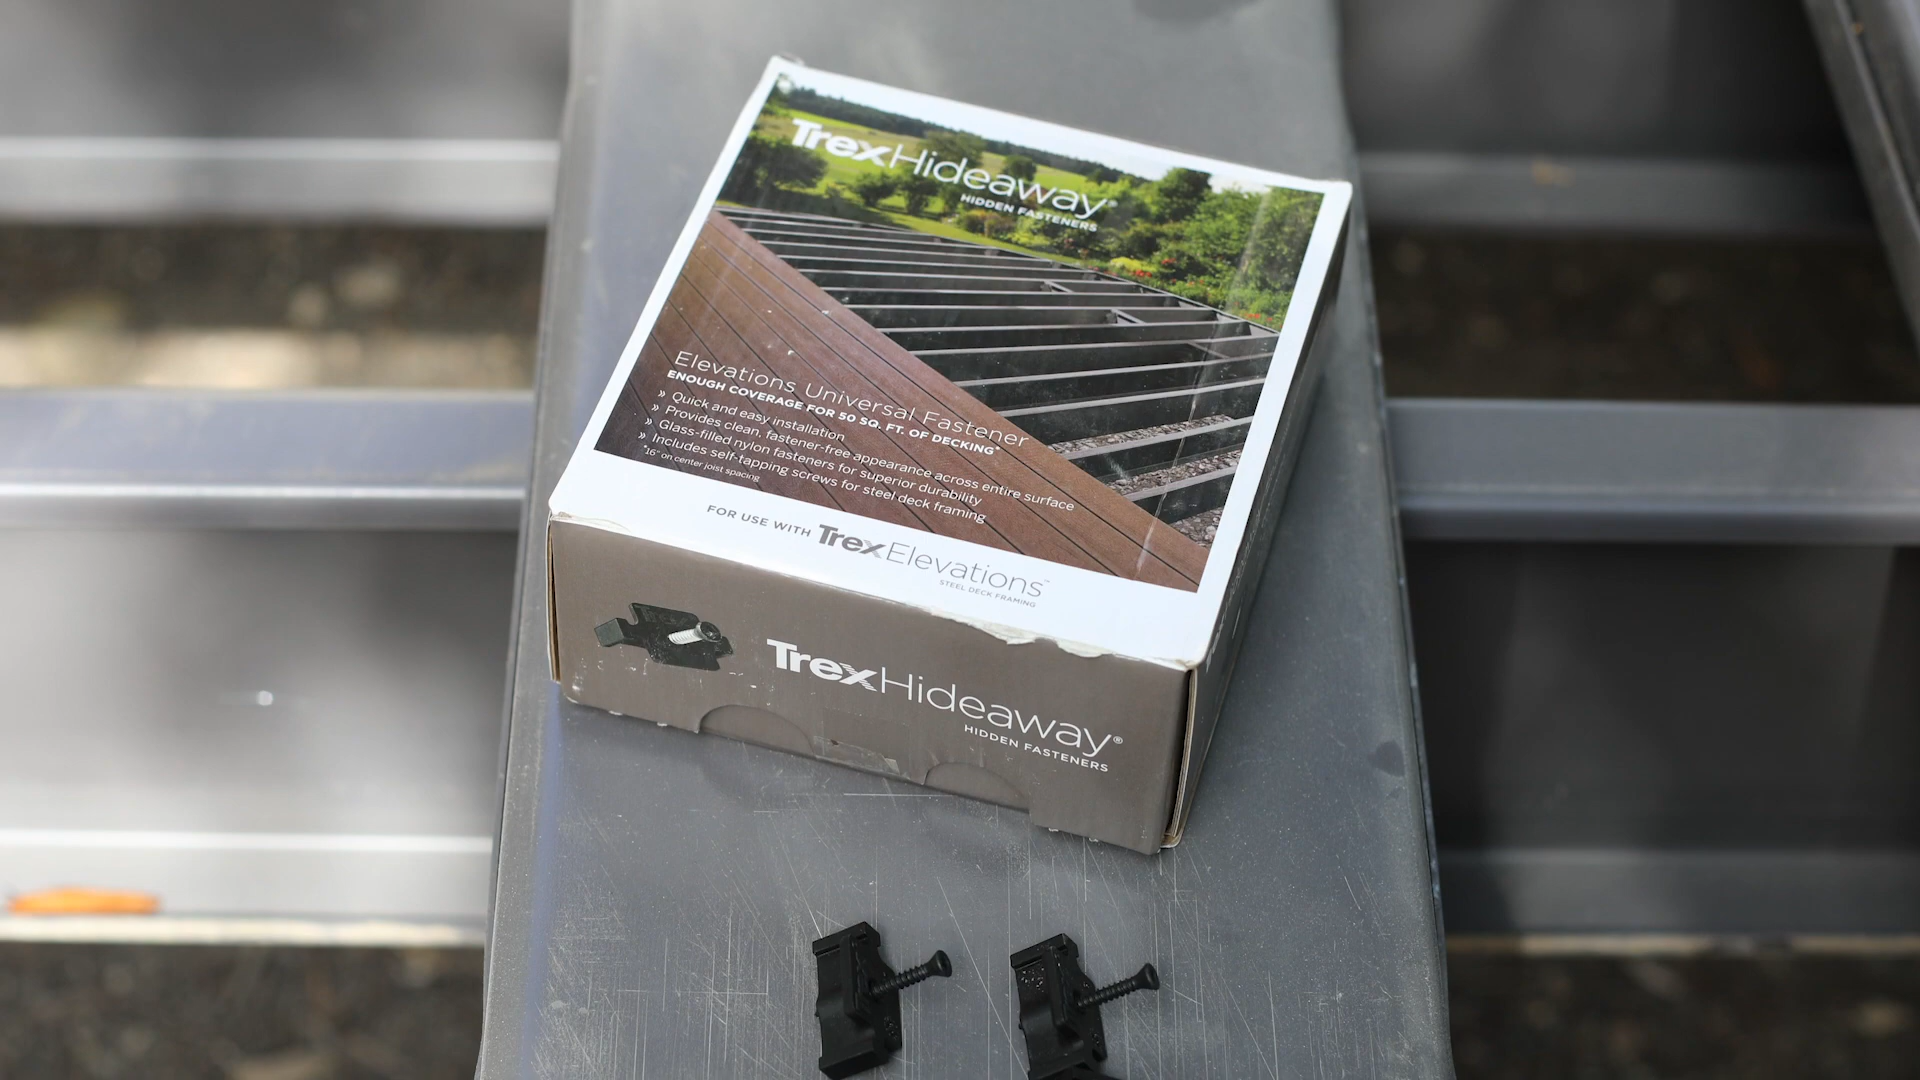 TrexHideaway®
HIDDEN FASTENERS
Elevations Universal Fastener
ENOUGH COVERAGE FOR 50 SQ. FT. OF DECKING*
» Quick and easy installation
» Provides clean, fastener-free appearance across entire surface
» Glass-filled nylon fasteners for superior durability
» Includes self-tapping screws for steel deck framing
*16" on center joist spacing
FOR USE WITH TrexElevations™
STEEL DECK FRAMING
TrexHideaway®
HIDDEN FASTENERS